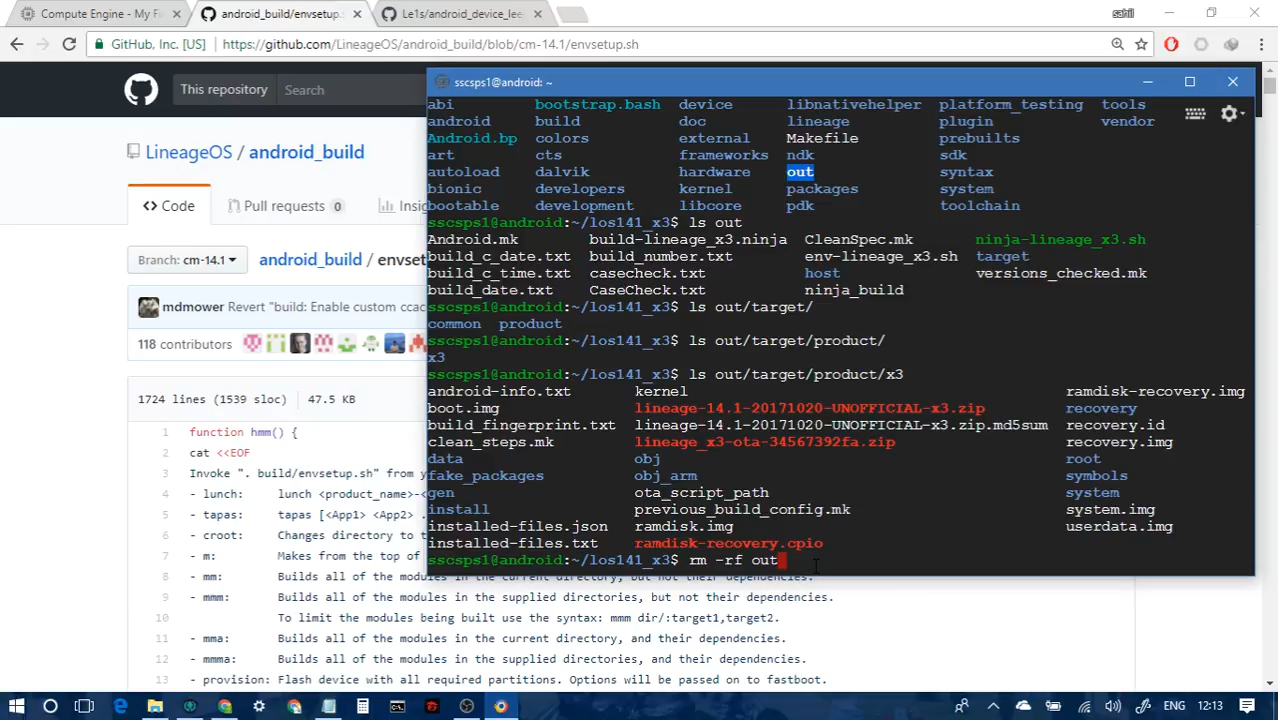 Compute Engine - My Fi
android_build/envsetup.s
Le1s/android_device_lee
sahil
GitHub, Inc. [US]
https://github.com/LineageOS/android_build/blob/cm-14.1/envsetup.sh
This repository
Search
LineageOS / android_build
Code
Pull requests 0
Insig
Branch: cm-14.1
android_build / envse
mdmower Revert "build: Enable custom ccac
118 contributors
1724 lines (1539 sloc)
47.5 KB
1 function hmm() {
2 cat <<EOF
3 Invoke ". build/envsetup.sh" from y
4 - lunch: lunch <product_name>-<
5 - tapas: tapas [<App1> <App2> .
6 - croot: Changes directory to t
7 - m: Makes from the top of
8 - mm: Builds all of the modules in the current directory, but not their dependencies.
9 - mmm: Builds all of the modules in the supplied directories, but not their dependencies.
10 To limit the modules being built use the syntax: mmm dir/:target1,target2.
11 - mma: Builds all of the modules in the current directory, and their dependencies.
12 - mmma: Builds all of the modules in the supplied directories, and their dependencies.
13 - provision: Flash device with all required partitions. Options will be passed on to fastboot.
sscsps1@android: ~
abi bootstrap.bash device libnativehelper platform_testing tools
android build doc lineage plugin vendor
Android.bp colors external Makefile prebuilts
art cts frameworks ndk sdk
autoload dalvik hardware out syntax
bionic developers kernel packages system
bootable development libcore pdk toolchain
sscsps1@android:~/los141_x3$ ls out
Android.mk build-lineage_x3.ninja CleanSpec.mk ninja-lineage_x3.sh
build_c_date.txt build_number.txt env-lineage_x3.sh target
build_c_time.txt casecheck.txt host versions_checked.mk
build_date.txt CaseCheck.txt ninja_build
sscsps1@android:~/los141_x3$ ls out/target/
common product
sscsps1@android:~/los141_x3$ ls out/target/product/
x3
sscsps1@android:~/los141_x3$ ls out/target/product/x3
android-info.txt kernel ramdisk-recovery.img
boot.img lineage-14.1-20171020-UNOFFICIAL-x3.zip recovery
build_fingerprint.txt lineage-14.1-20171020-UNOFFICIAL-x3.zip.md5sum recovery.id
clean_steps.mk lineage_x3-ota-34567392fa.zip recovery.img
data obj root
fake_packages obj_arm symbols
gen ota_script_path system
install previous_build_config.mk system.img
installed-files.json ramdisk.img userdata.img
installed-files.txt ramdisk-recovery.cpio
sscsps1@android:~/los141_x3$ rm -rf out
12:13